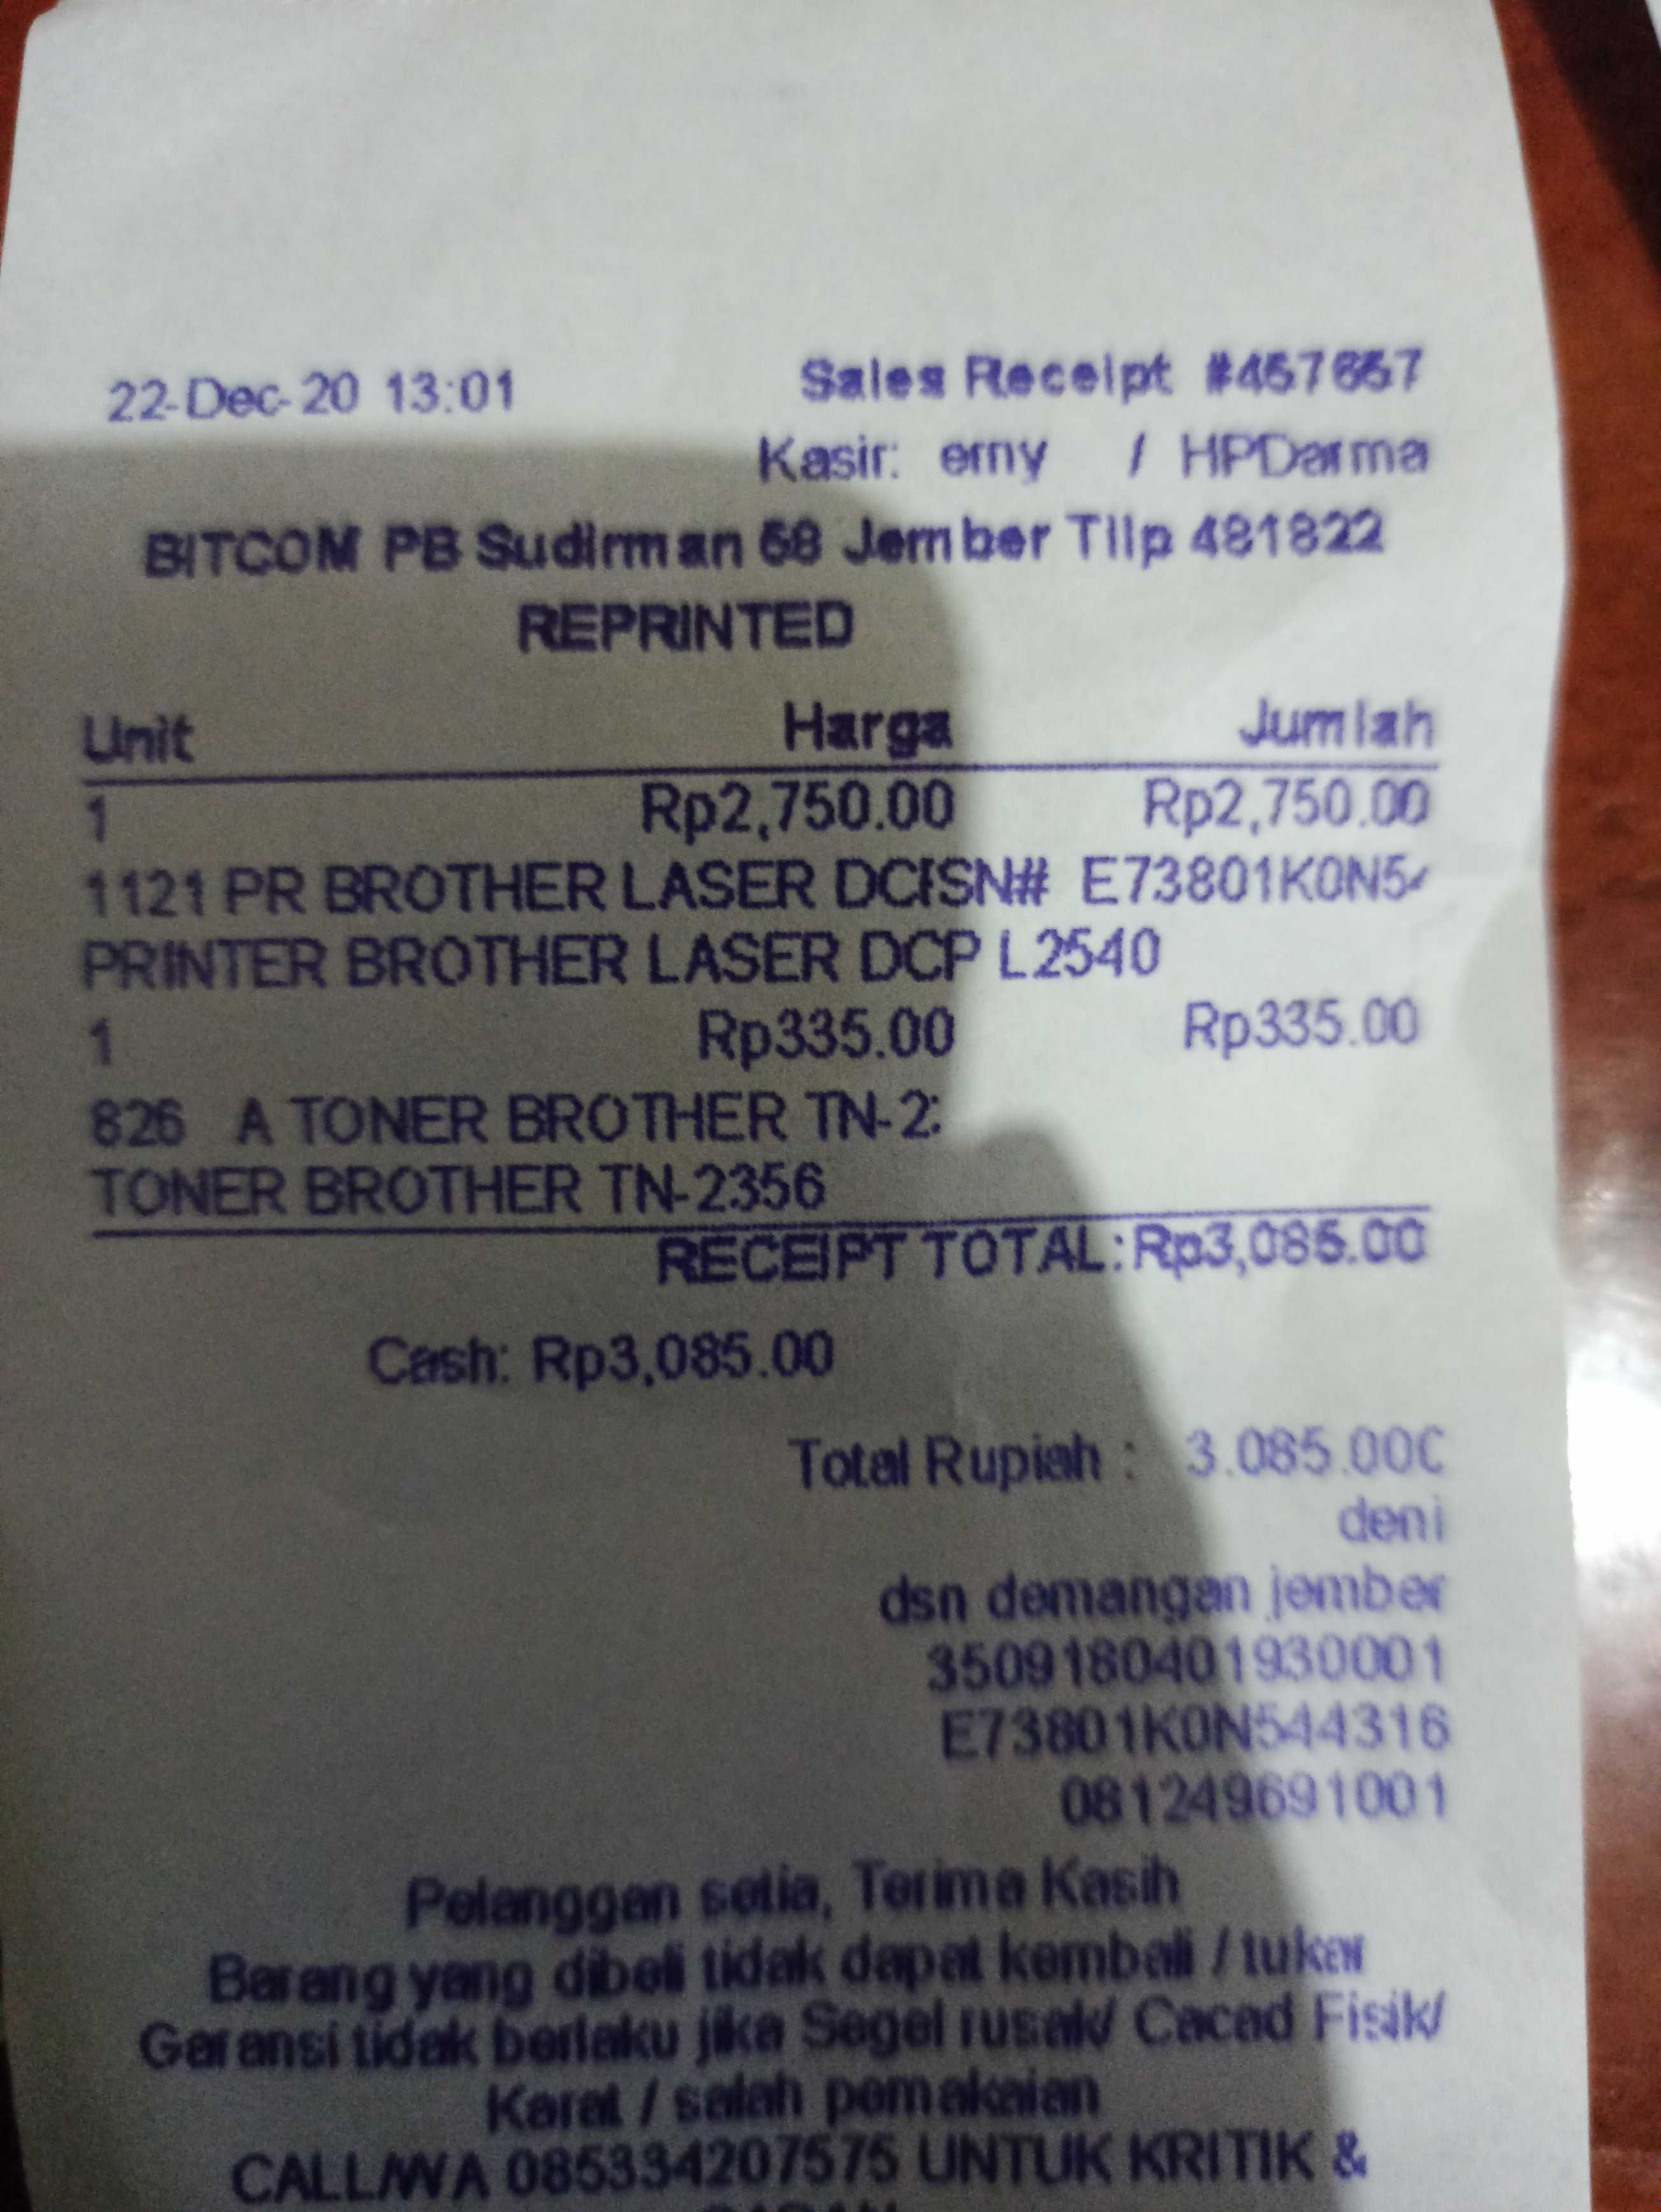 22-Dec-20 13:01 Sales Receipt #457657
Kasir: erny / HPDarma
BITCOM PB Sudirman 58 Jember Tllp 481822
REPRINTED
Unit Harga Jumlah
1 Rp2,750.00 Rp2,750.00
1121 PR BROTHER LASER DCISN# E73801K0N54
PRINTER BROTHER LASER DCP L2540
1 Rp335.00 Rp335.00
826 A TONER BROTHER TN-2:
TONER BROTHER TN-2356
RECEIPT TOTAL: Rp3,085.00
Cash: Rp3,085.00
Total Rupiah : 3.085.000
deni
dsn demangan jember
3509180401930001
E73801K0N544316
081249691001
Pelanggan setia, Terima Kasih
Barang yang dibeli tidak dapat kembali / tukar
Garansi tidak berlaku jika Segel rusak/ Cacad Fisik/
Karat / salah pemakaian
CALL/WA 085334207575 UNTUK KRITIK &